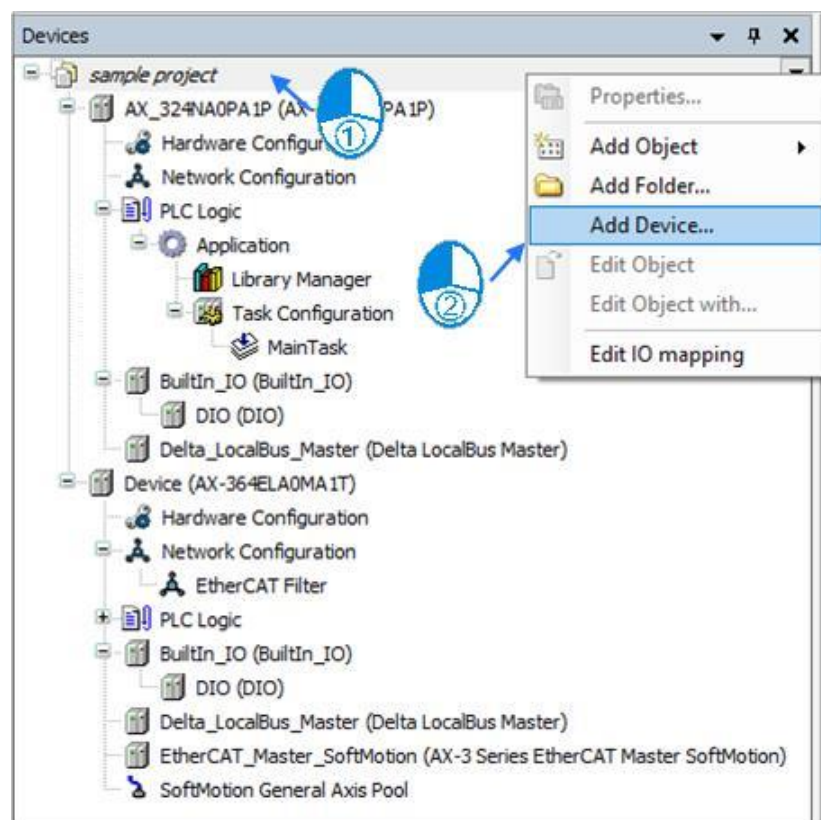 Devices
sample project
AX_324NA0PA1P (AX- PA1P)
Hardware Configur
Network Configuration
PLC Logic
Application
Library Manager
Task Configuration
MainTask
BuiltIn_IO (BuiltIn_IO)
DIO (DIO)
Delta_LocalBus_Master (Delta LocalBus Master)
Device (AX-364ELA0MA1T)
Hardware Configuration
Network Configuration
EtherCAT Filter
PLC Logic
BuiltIn_IO (BuiltIn_IO)
DIO (DIO)
Delta_LocalBus_Master (Delta LocalBus Master)
EtherCAT_Master_SoftMotion (AX-3 Series EtherCAT Master SoftMotion)
SoftMotion General Axis Pool
①
②
Properties...
Add Object
Add Folder...
Add Device...
Edit Object
Edit Object with...
Edit IO mapping